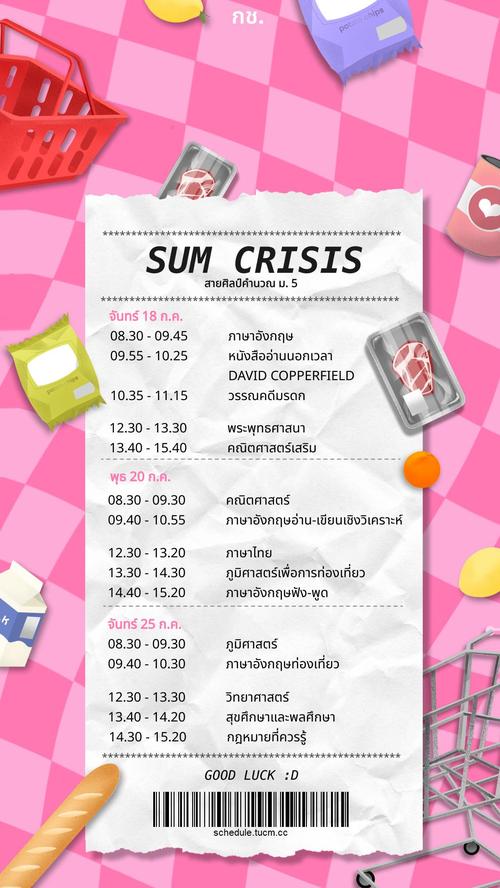 กช.
potato chips
************************************************
SUM CRISIS
สายศิลป์คำนวณ ม. 5
************************************************
จันทร์ 18 ก.ค.
08.30 - 09.45 ภาษาอังกฤษ
09.55 - 10.25 หนังสืออ่านนอกเวลา
DAVID COPPERFIELD
10.35 - 11.15 วรรณคดีมรดก
12.30 - 13.30 พระพุทธศาสนา
13.40 - 15.40 คณิตศาสตร์เสริม
พุธ 20 ก.ค.
08.30 - 09.30 คณิตศาสตร์
09.40 - 10.55 ภาษาอังกฤษอ่าน-เขียนเชิงวิเคราะห์
12.30 - 13.20 ภาษาไทย
13.30 - 14.30 ภูมิศาสตร์เพื่อการท่องเที่ยว
14.40 - 15.20 ภาษาอังกฤษฟัง-พูด
จันทร์ 25 ก.ค.
08.30 - 09.30 ภูมิศาสตร์
09.40 - 10.30 ภาษาอังกฤษท่องเที่ยว
12.30 - 13.30 วิทยาศาสตร์
13.40 - 14.20 สุขศึกษาและพลศึกษา
14.30 - 15.20 กฎหมายที่ควรรู้
************************************************
GOOD LUCK :D
schedule.tucm.cc